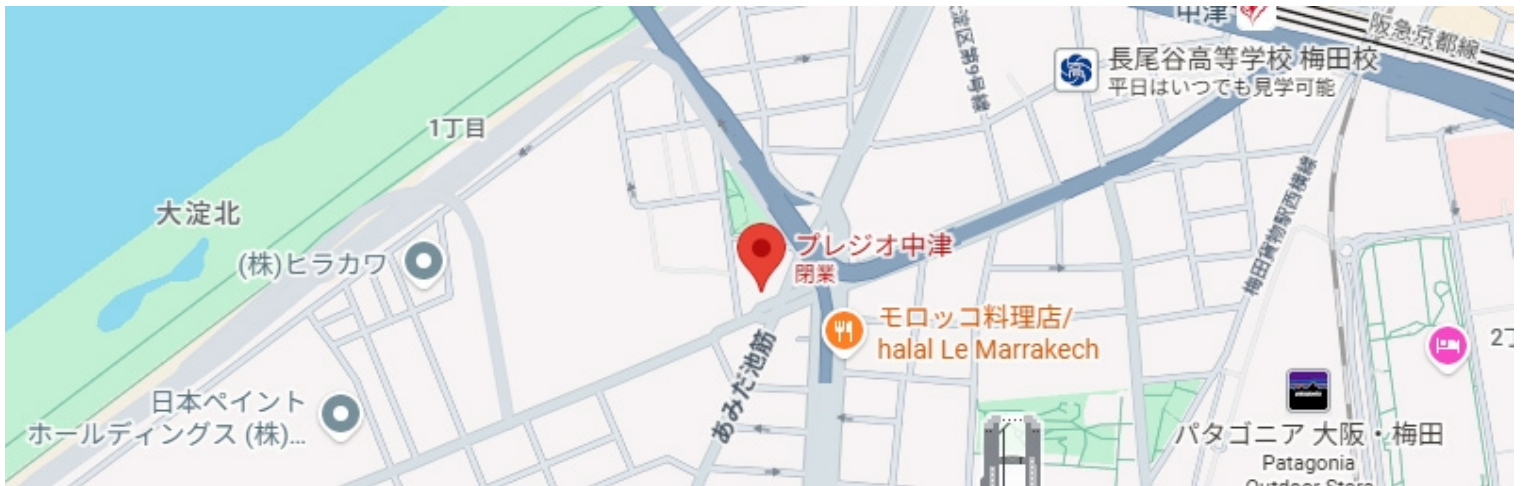 中津
阪急京都線
淀区第9号線
長尾谷高等学校 梅田校
平日はいつでも見学可能
高
1丁目
大淀北
(株)ヒラカワ
プレジオ中津
閉業
梅田貨物駅西横線
モロッコ料理店/
halal Le Marrakech
あみだ池筋
日本ペイント
ホールディングス (株)...
パタゴニア 大阪・梅田
Patagonia
Outdoor Store